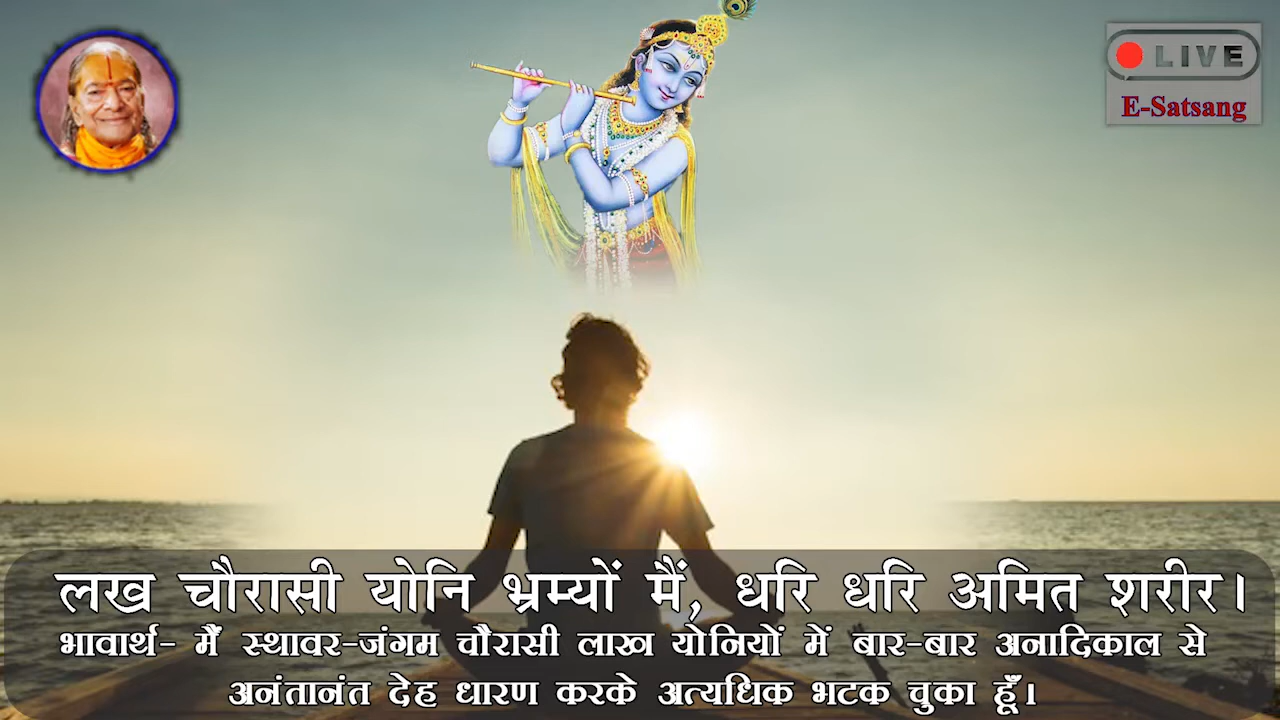 LIVE
E-Satsang
लख चौरासी योनि भ्रम्यों मैं, धरि धरि अमित शरीर।
भावार्थ- मैं स्थावर-जंगम चौरासी लाख योनियों में बार-बार अनादिकाल से
अनंतानंत देह धारण करके अत्यधिक भटक चुका हूँ।